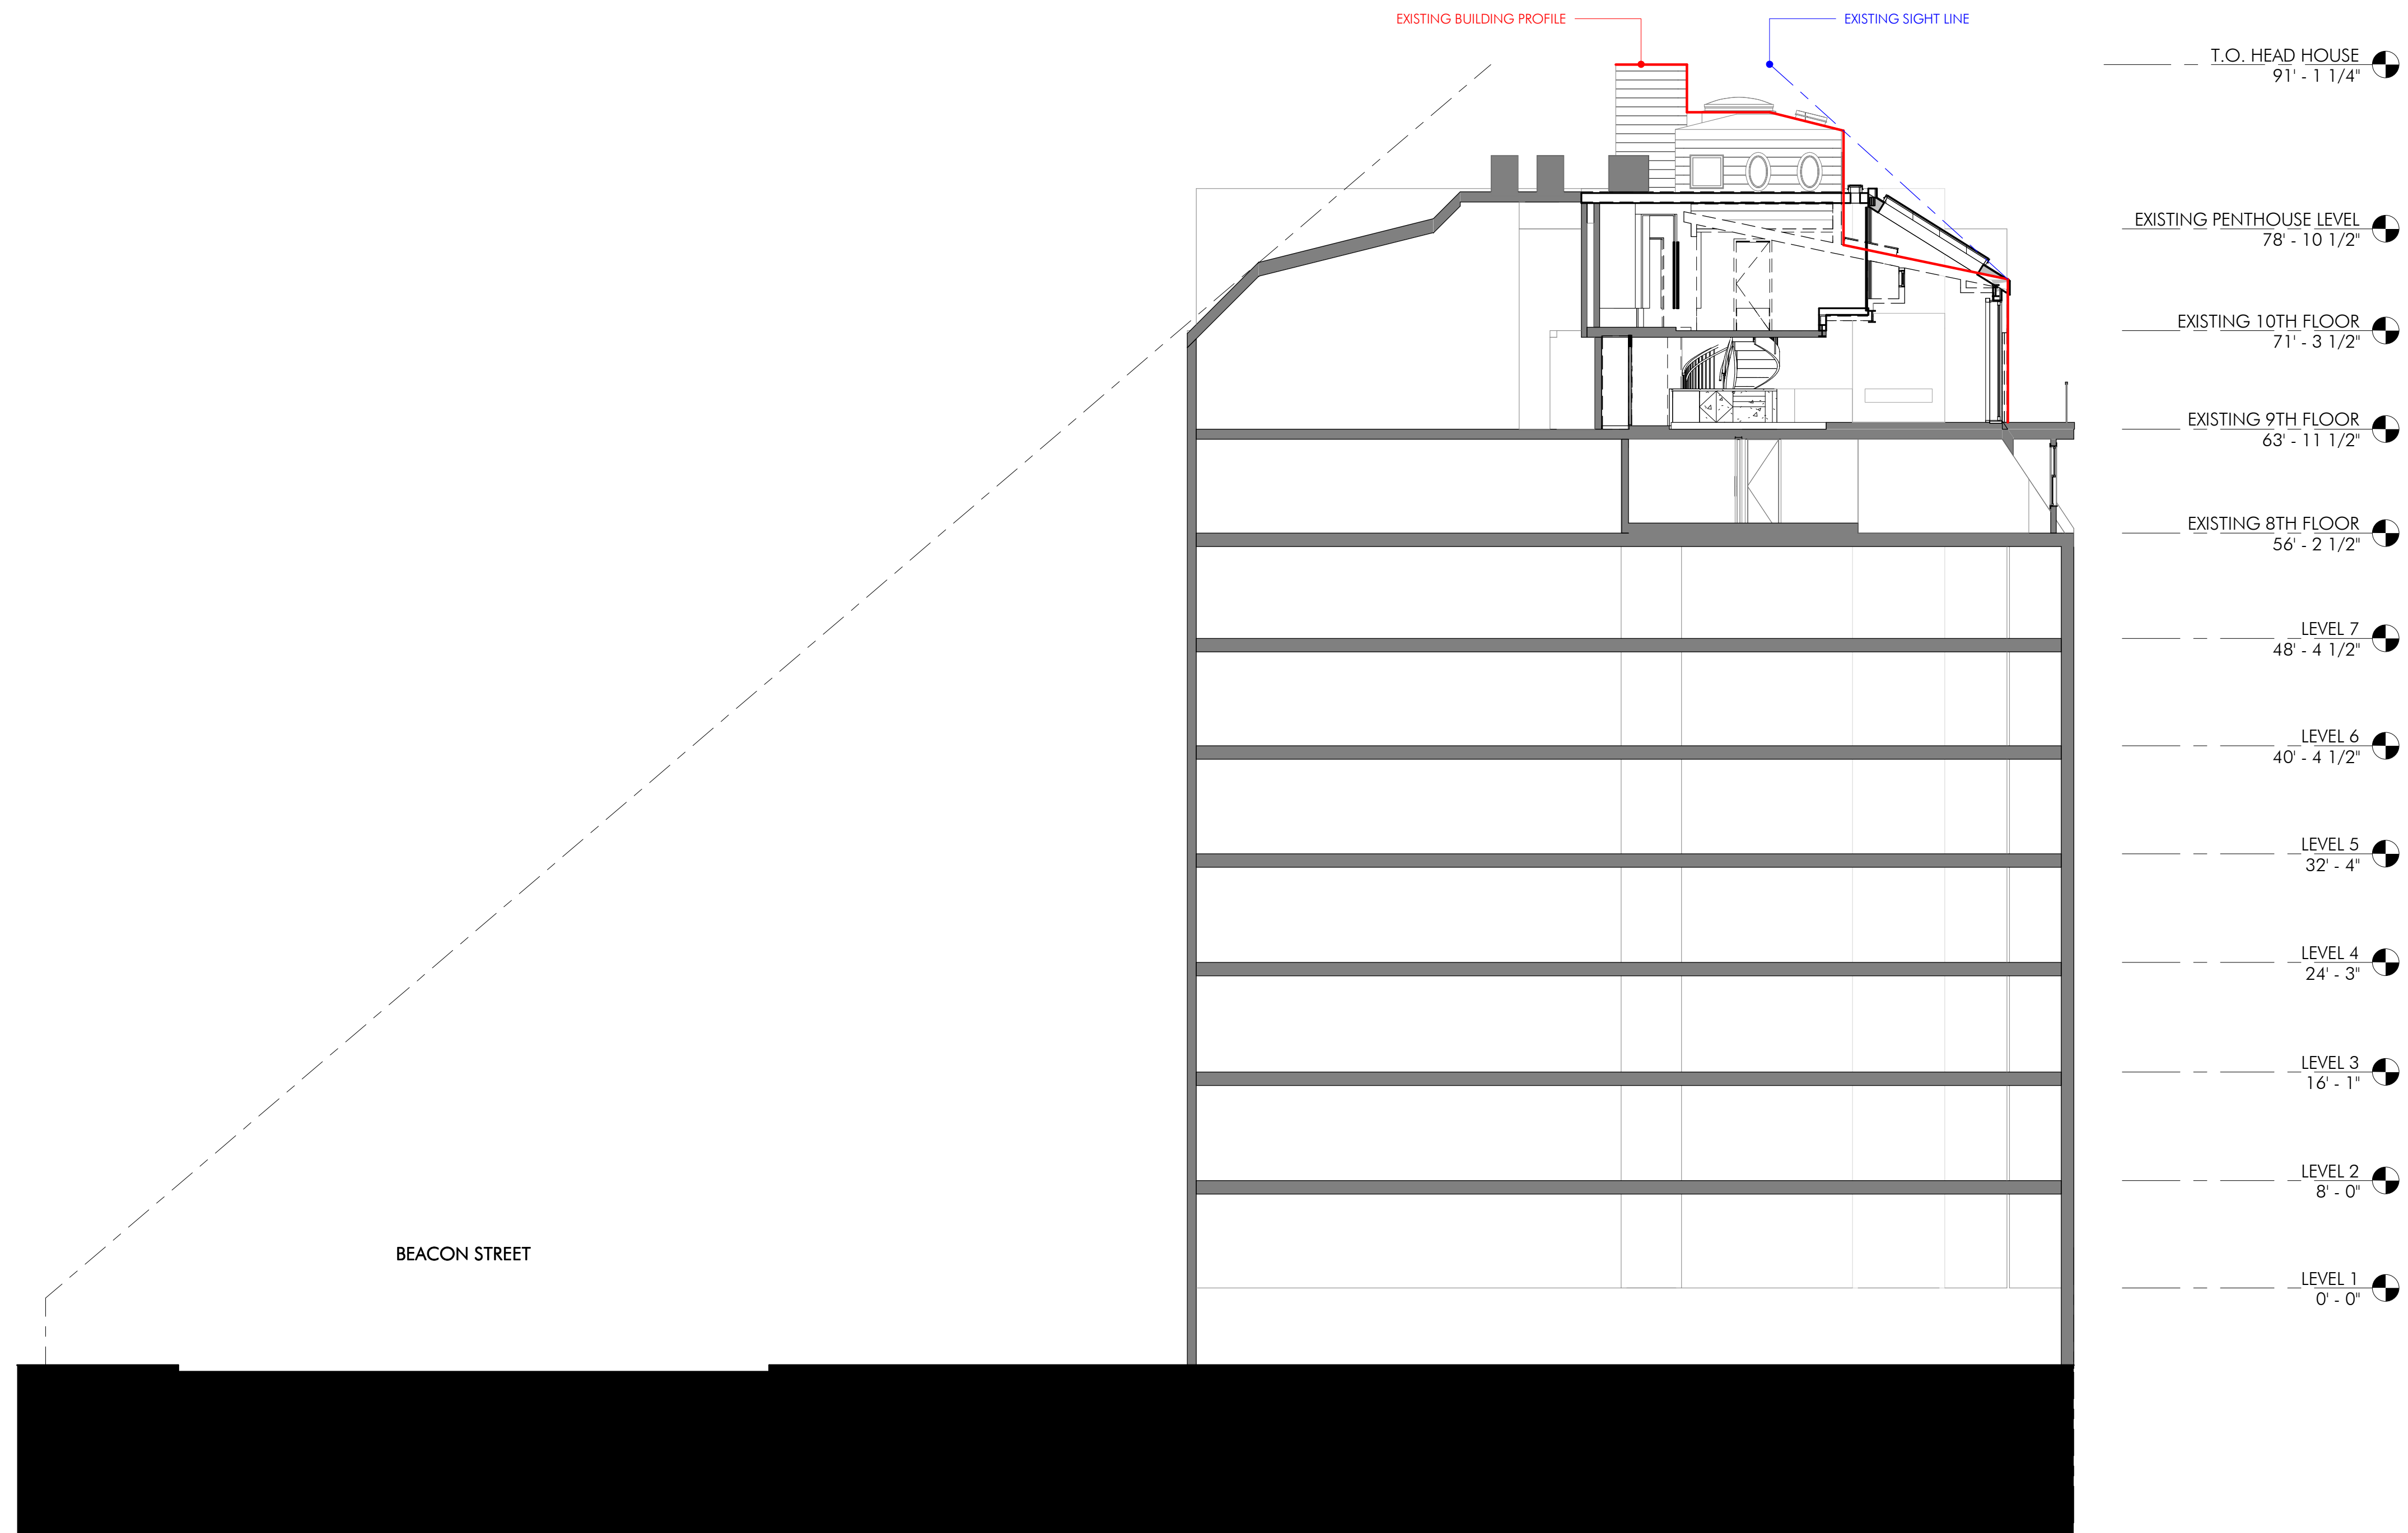 EXISTING BUILDING PROFILE
EXISTING SIGHT LINE
T.O. HEAD HOUSE
91' - 1 1/4"
EXISTING PENTHOUSE LEVEL
78' - 10 1/2"
EXISTING 10TH FLOOR
71' - 3 1/2"
EXISTING 9TH FLOOR
63' - 11 1/2"
EXISTING 8TH FLOOR
56' - 2 1/2"
LEVEL 7
48' - 4 1/2"
LEVEL 6
40' - 4 1/2"
LEVEL 5
32' - 4"
LEVEL 4
24' - 3"
LEVEL 3
16' - 1"
LEVEL 2
8' - 0"
BEACON STREET
LEVEL 1
0' - 0"